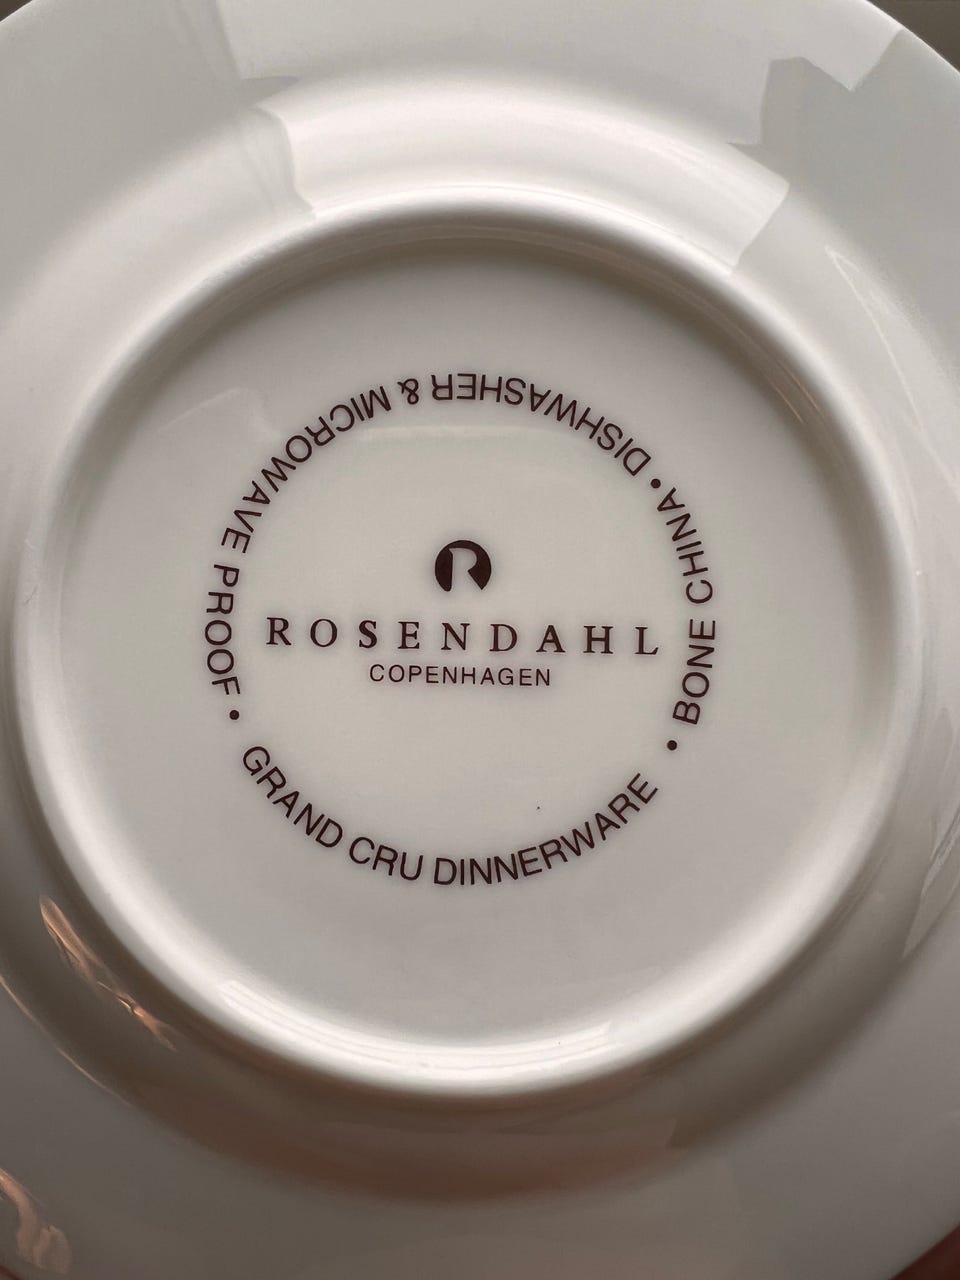 R
ROSENDAHL
COPENHAGEN
GRAND CRU DINNERWARE • BONE CHINA • DISHWASHER & MICROWAVE PROOF •